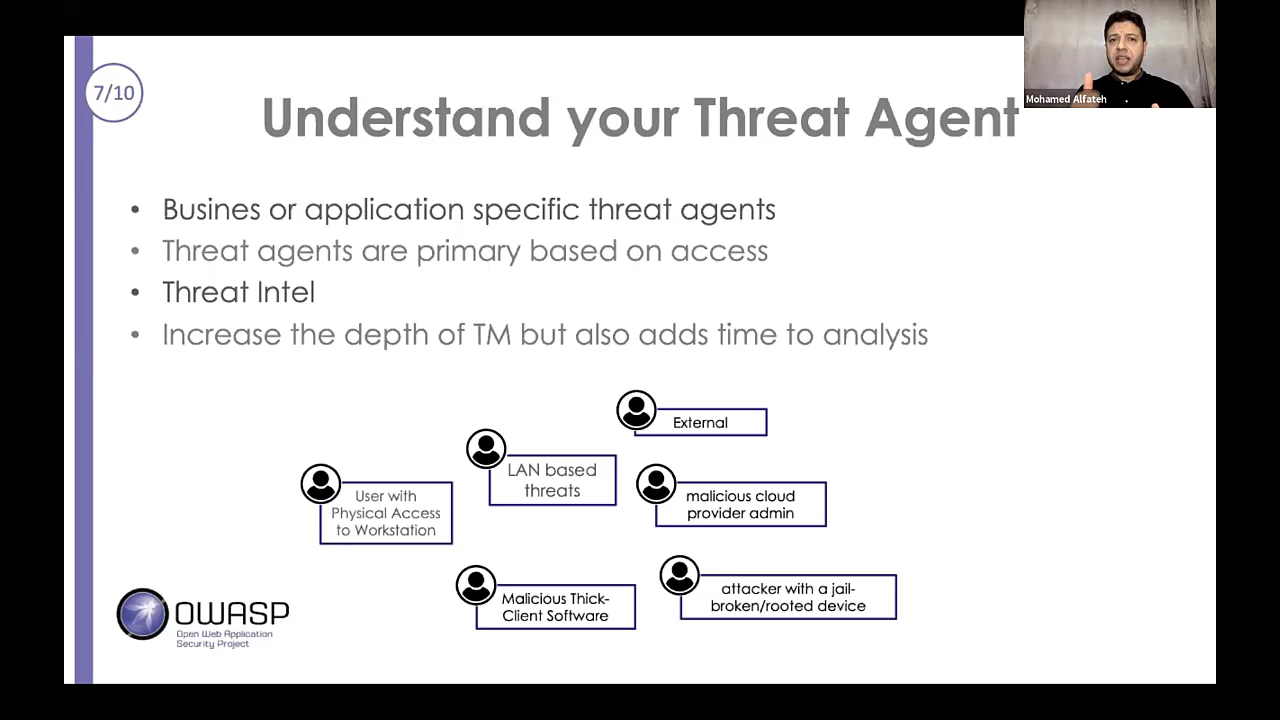 Mohamed Alfateh
7/10
Understand your Threat Agent
• Busines or application specific threat agents
• Threat agents are primary based on access
• Threat Intel
• Increase the depth of TM but also adds time to analysis
External
LAN based
threats
User with
Physical Access
to Workstation
malicious cloud
provider admin
Malicious Thick-
Client Software
attacker with a jail-
broken/rooted device
OWASP
Open Web Application
Security Project